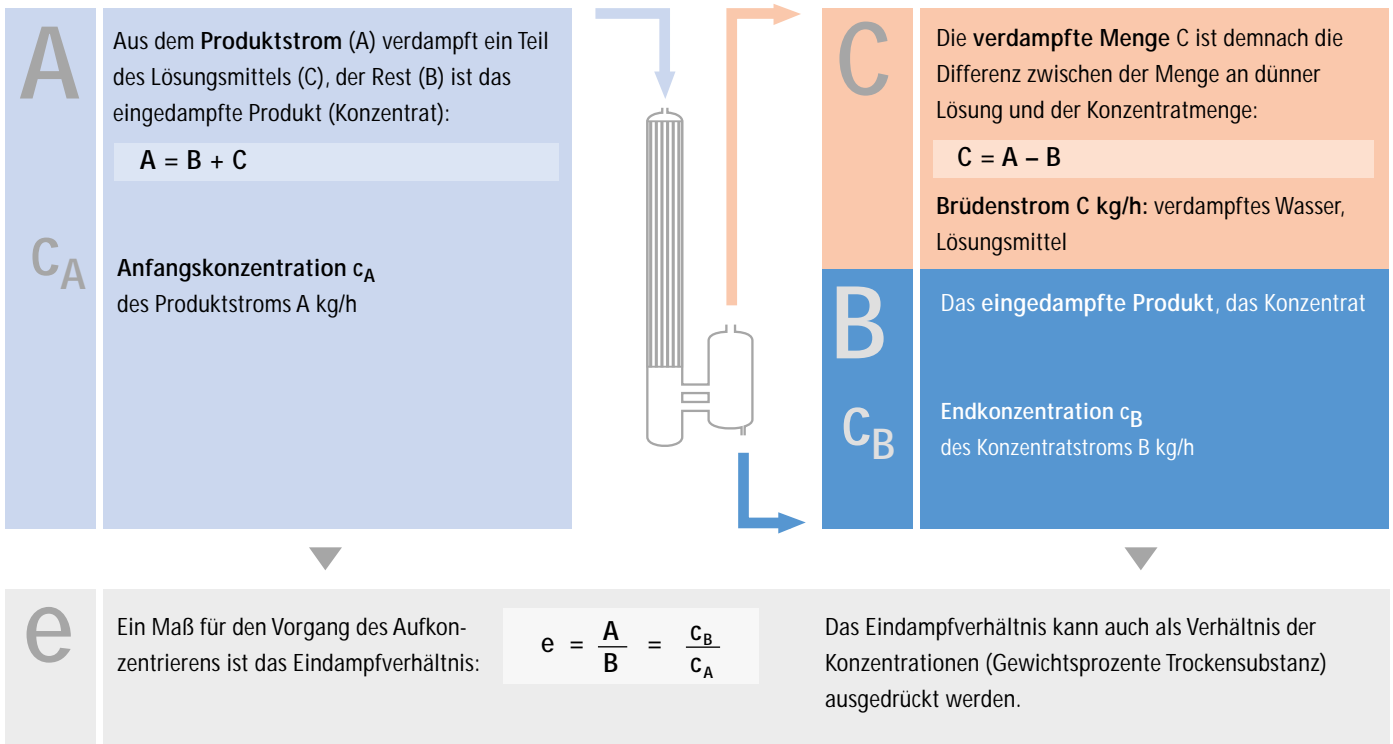 A
Aus dem Produktstrom (A) verdampft ein Teil
des Lösungsmittels (C), der Rest (B) ist das
eingedampfte Produkt (Konzentrat):
A = B + C
cA
Anfangskonzentration cA
des Produktstroms A kg/h
C
Die verdampfte Menge C ist demnach die
Differenz zwischen der Menge an dünner
Lösung und der Konzentratmenge:
C = A – B
Brüdenstrom C kg/h: verdampftes Wasser,
Lösungsmittel
B
Das eingedampfte Produkt, das Konzentrat
cB
Endkonzentration cB
des Konzentratstroms B kg/h
e
Ein Maß für den Vorgang des Aufkon-
zentrierens ist das Eindampfverhältnis:
e = A/B = cB/cA
Das Eindampfverhältnis kann auch als Verhältnis der
Konzentrationen (Gewichtsprozente Trockensubstanz)
ausgedrückt werden.